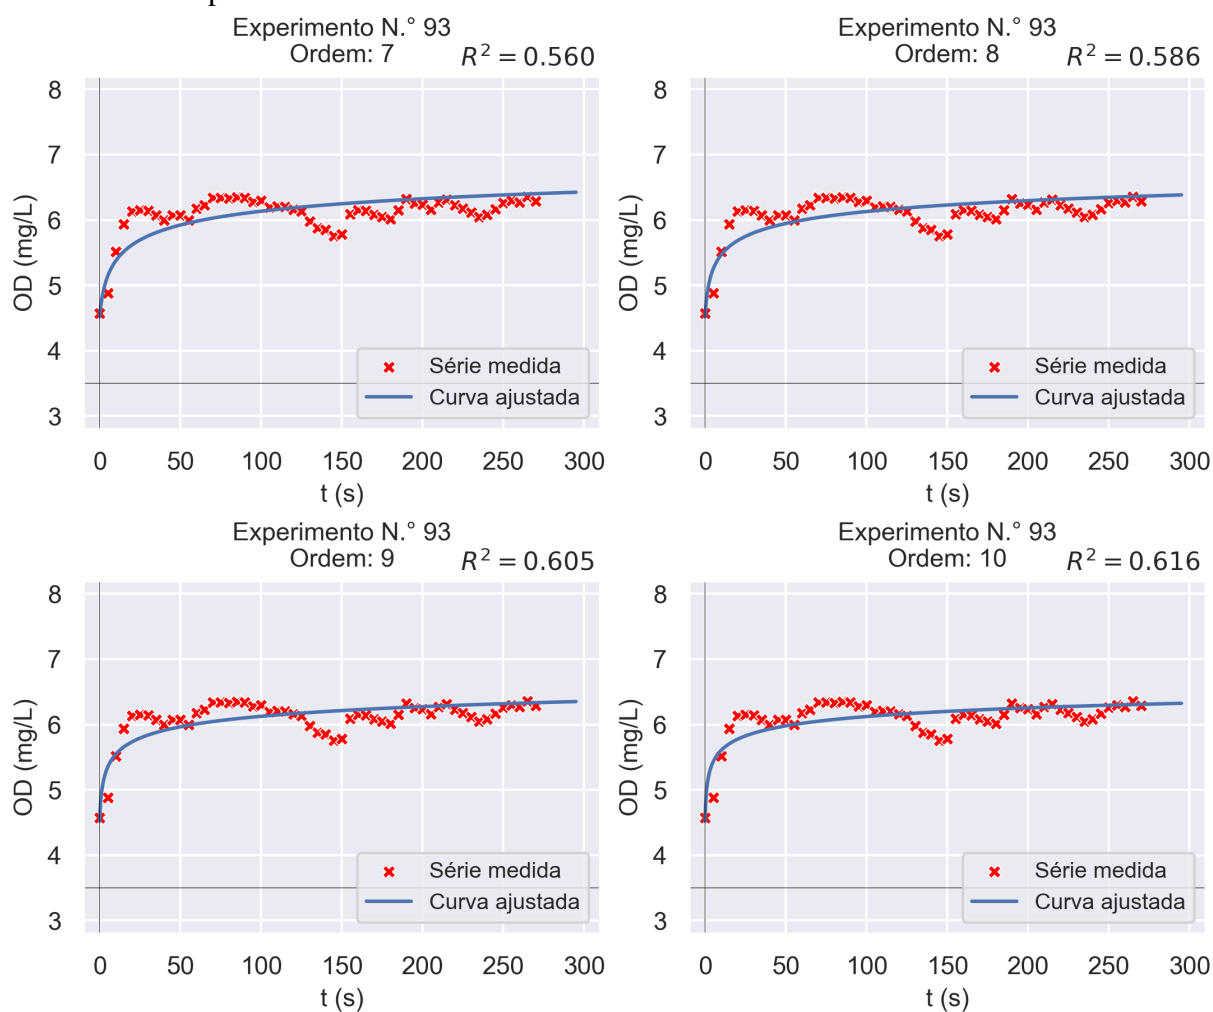 Experimento N.° 93
Ordem: 7 R² = 0.560
8
7
6
5
4
3
OD (mg/L)
Série medida
Curva ajustada
0 50 100 150 200 250 300
t (s)
Experimento N.° 93
Ordem: 8 R² = 0.586
8
7
6
5
4
3
OD (mg/L)
Série medida
Curva ajustada
0 50 100 150 200 250 300
t (s)
Experimento N.° 93
Ordem: 9 R² = 0.605
8
7
6
5
4
3
OD (mg/L)
Série medida
Curva ajustada
0 50 100 150 200 250 300
t (s)
Experimento N.° 93
Ordem: 10 R² = 0.616
8
7
6
5
4
3
OD (mg/L)
Série medida
Curva ajustada
0 50 100 150 200 250 300
t (s)